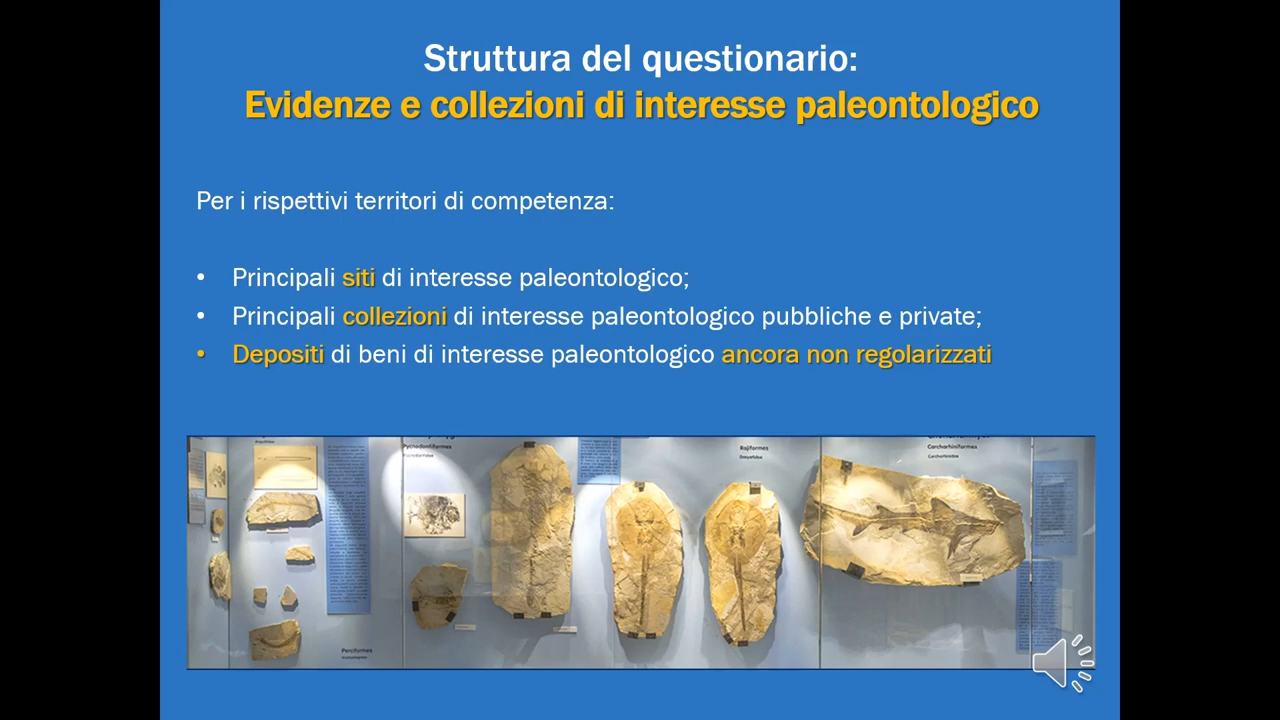 Struttura del questionario:
Evidenze e collezioni di interesse paleontologico
Per i rispettivi territori di competenza:
• Principali siti di interesse paleontologico;
• Principali collezioni di interesse paleontologico pubbliche e private;
• Depositi di beni di interesse paleontologico ancora non regolarizzati
Pycnodontiformes
Rajiformes
Carcharhiniformes
Perciformes